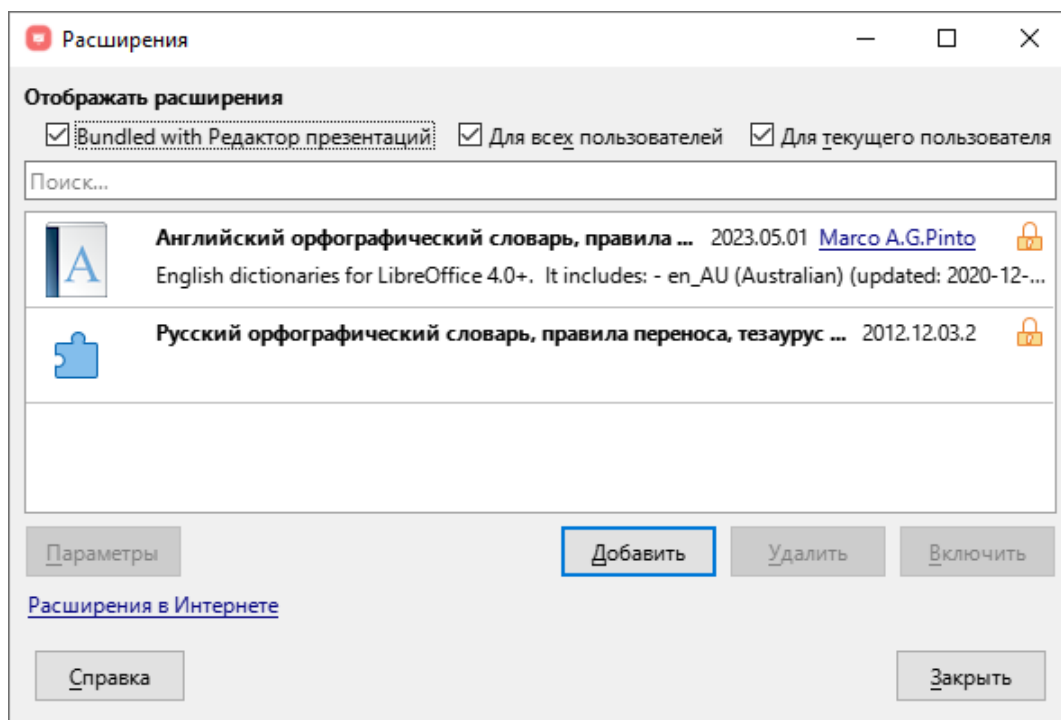 Расширения
Отображать расширения
Bundled with Редактор презентаций Для всех пользователей Для текущего пользователя
Поиск...
Английский орфографический словарь, правила ... 2023.05.01 Marco A.G.Pinto
English dictionaries for LibreOffice 4.0+. It includes: - en_AU (Australian) (updated: 2020-12-...
Русский орфографический словарь, правила переноса, тезаурус ... 2012.12.03.2
Параметры Добавить Удалить Включить
Расширения в Интернете
Справка Закрыть